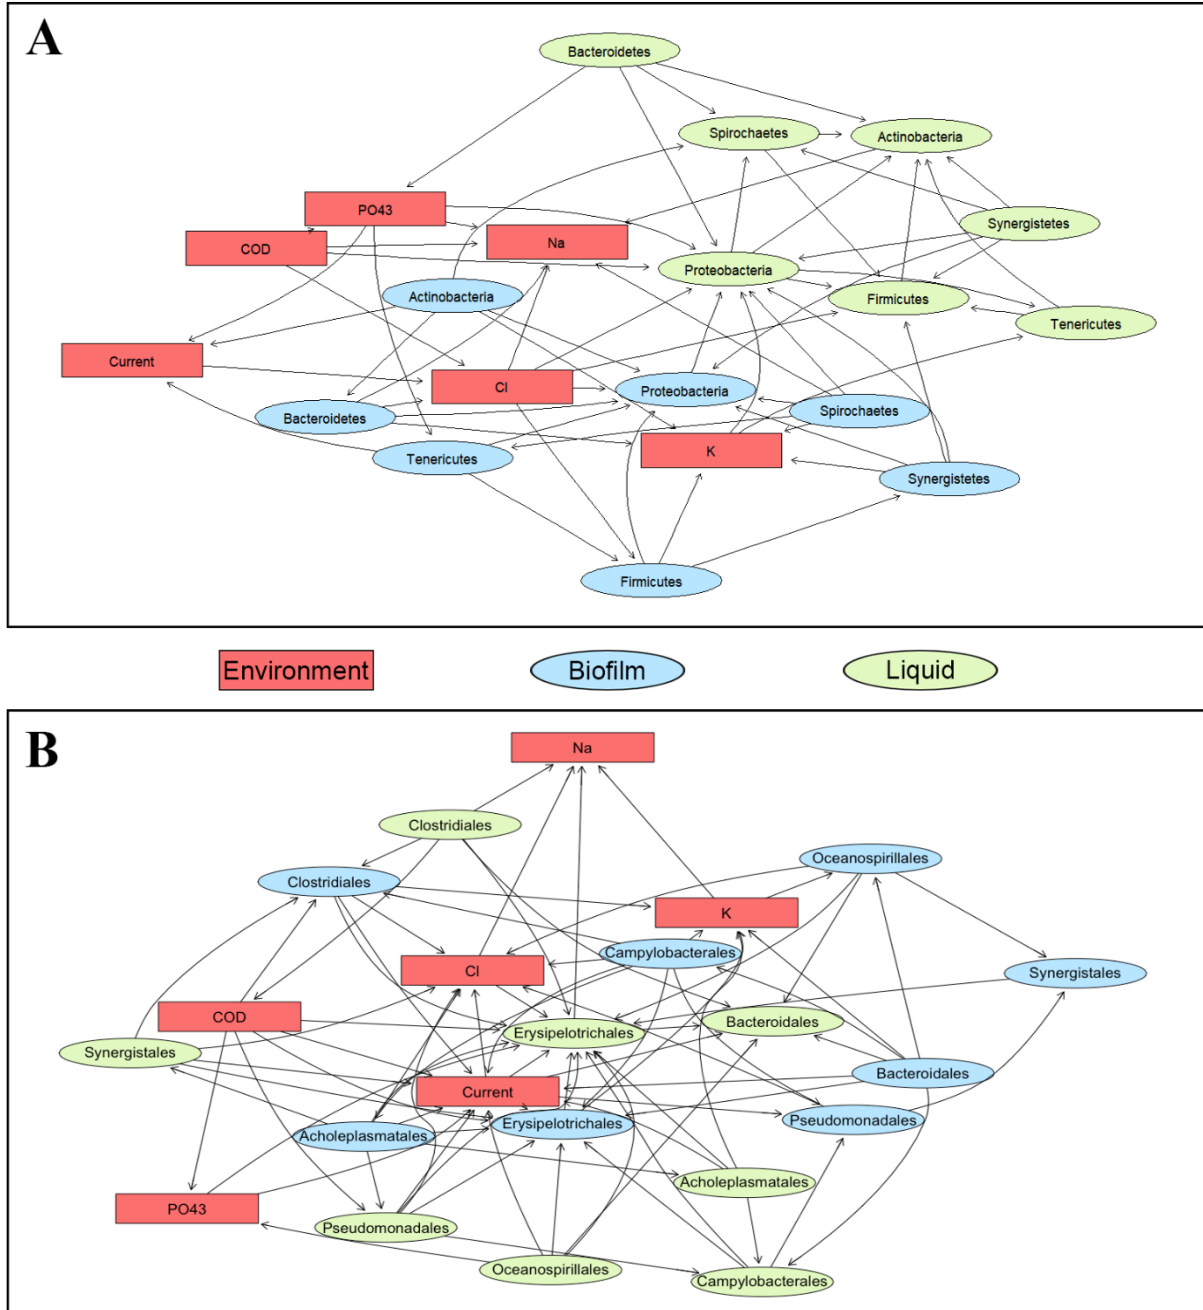 A
Bacteroidetes
Spirochaetes
Actinobacteria
PO43
Synergistetes
COD
Na
Proteobacteria
Actinobacteria
Firmicutes
Tenericutes
Current
Cl
Proteobacteria
Spirochaetes
Bacteroidetes
Tenericutes
K
Synergistetes
Firmicutes
Environment
Biofilm
Liquid
B
Na
Clostridiales
Oceanospirillales
Clostridiales
K
Campylobacterales
Cl
Synergistales
COD
Bacteroidales
Erysipelotrichales
Synergistales
Bacteroidales
Current
Pseudomonadales
Erysipelotrichales
Acholeplasmatales
Acholeplasmatales
PO43
Pseudomonadales
Oceanospirillales
Campylobacterales